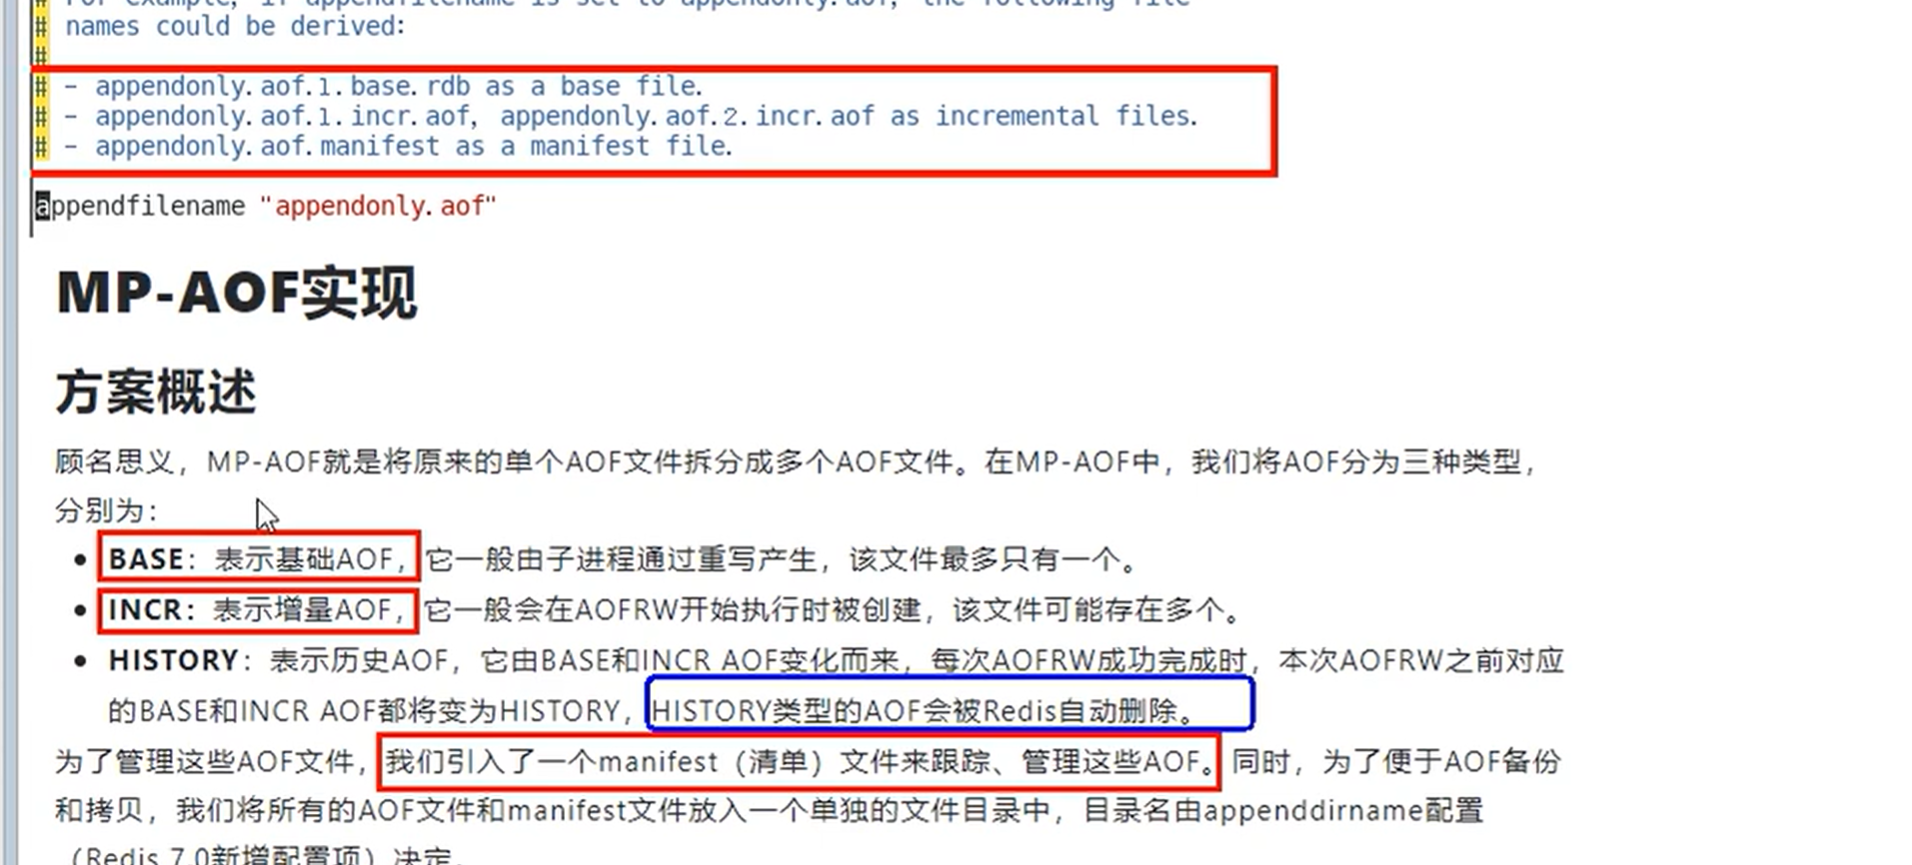 # For example, if appendfilename is set to appendonly.aof, the following file
# names could be derived:
#
# - appendonly.aof.1.base.rdb as a base file.
# - appendonly.aof.1.incr.aof, appendonly.aof.2.incr.aof as incremental files.
# - appendonly.aof.manifest as a manifest file.
appendfilename "appendonly.aof"
MP-AOF实现
方案概述
顾名思义，MP-AOF就是将原来的单个AOF文件拆分成多个AOF文件。在MP-AOF中，我们将AOF分为三种类型，
分别为：
• BASE：表示基础AOF，它一般由子进程通过重写产生，该文件最多只有一个。
• INCR：表示增量AOF，它一般会在AOFRW开始执行时被创建，该文件可能存在多个。
• HISTORY：表示历史AOF，它由BASE和INCR AOF变化而来，每次AOFRW成功完成时，本次AOFRW之前对应
的BASE和INCR AOF都将变为HISTORY，HISTORY类型的AOF会被Redis自动删除。
为了管理这些AOF文件，我们引入了一个manifest（清单）文件来跟踪、管理这些AOF。同时，为了便于AOF备份
和拷贝，我们将所有的AOF文件和manifest文件放入一个单独的文件目录中，目录名由appenddirname配置
（Redis 7.0新增配置项）决定。